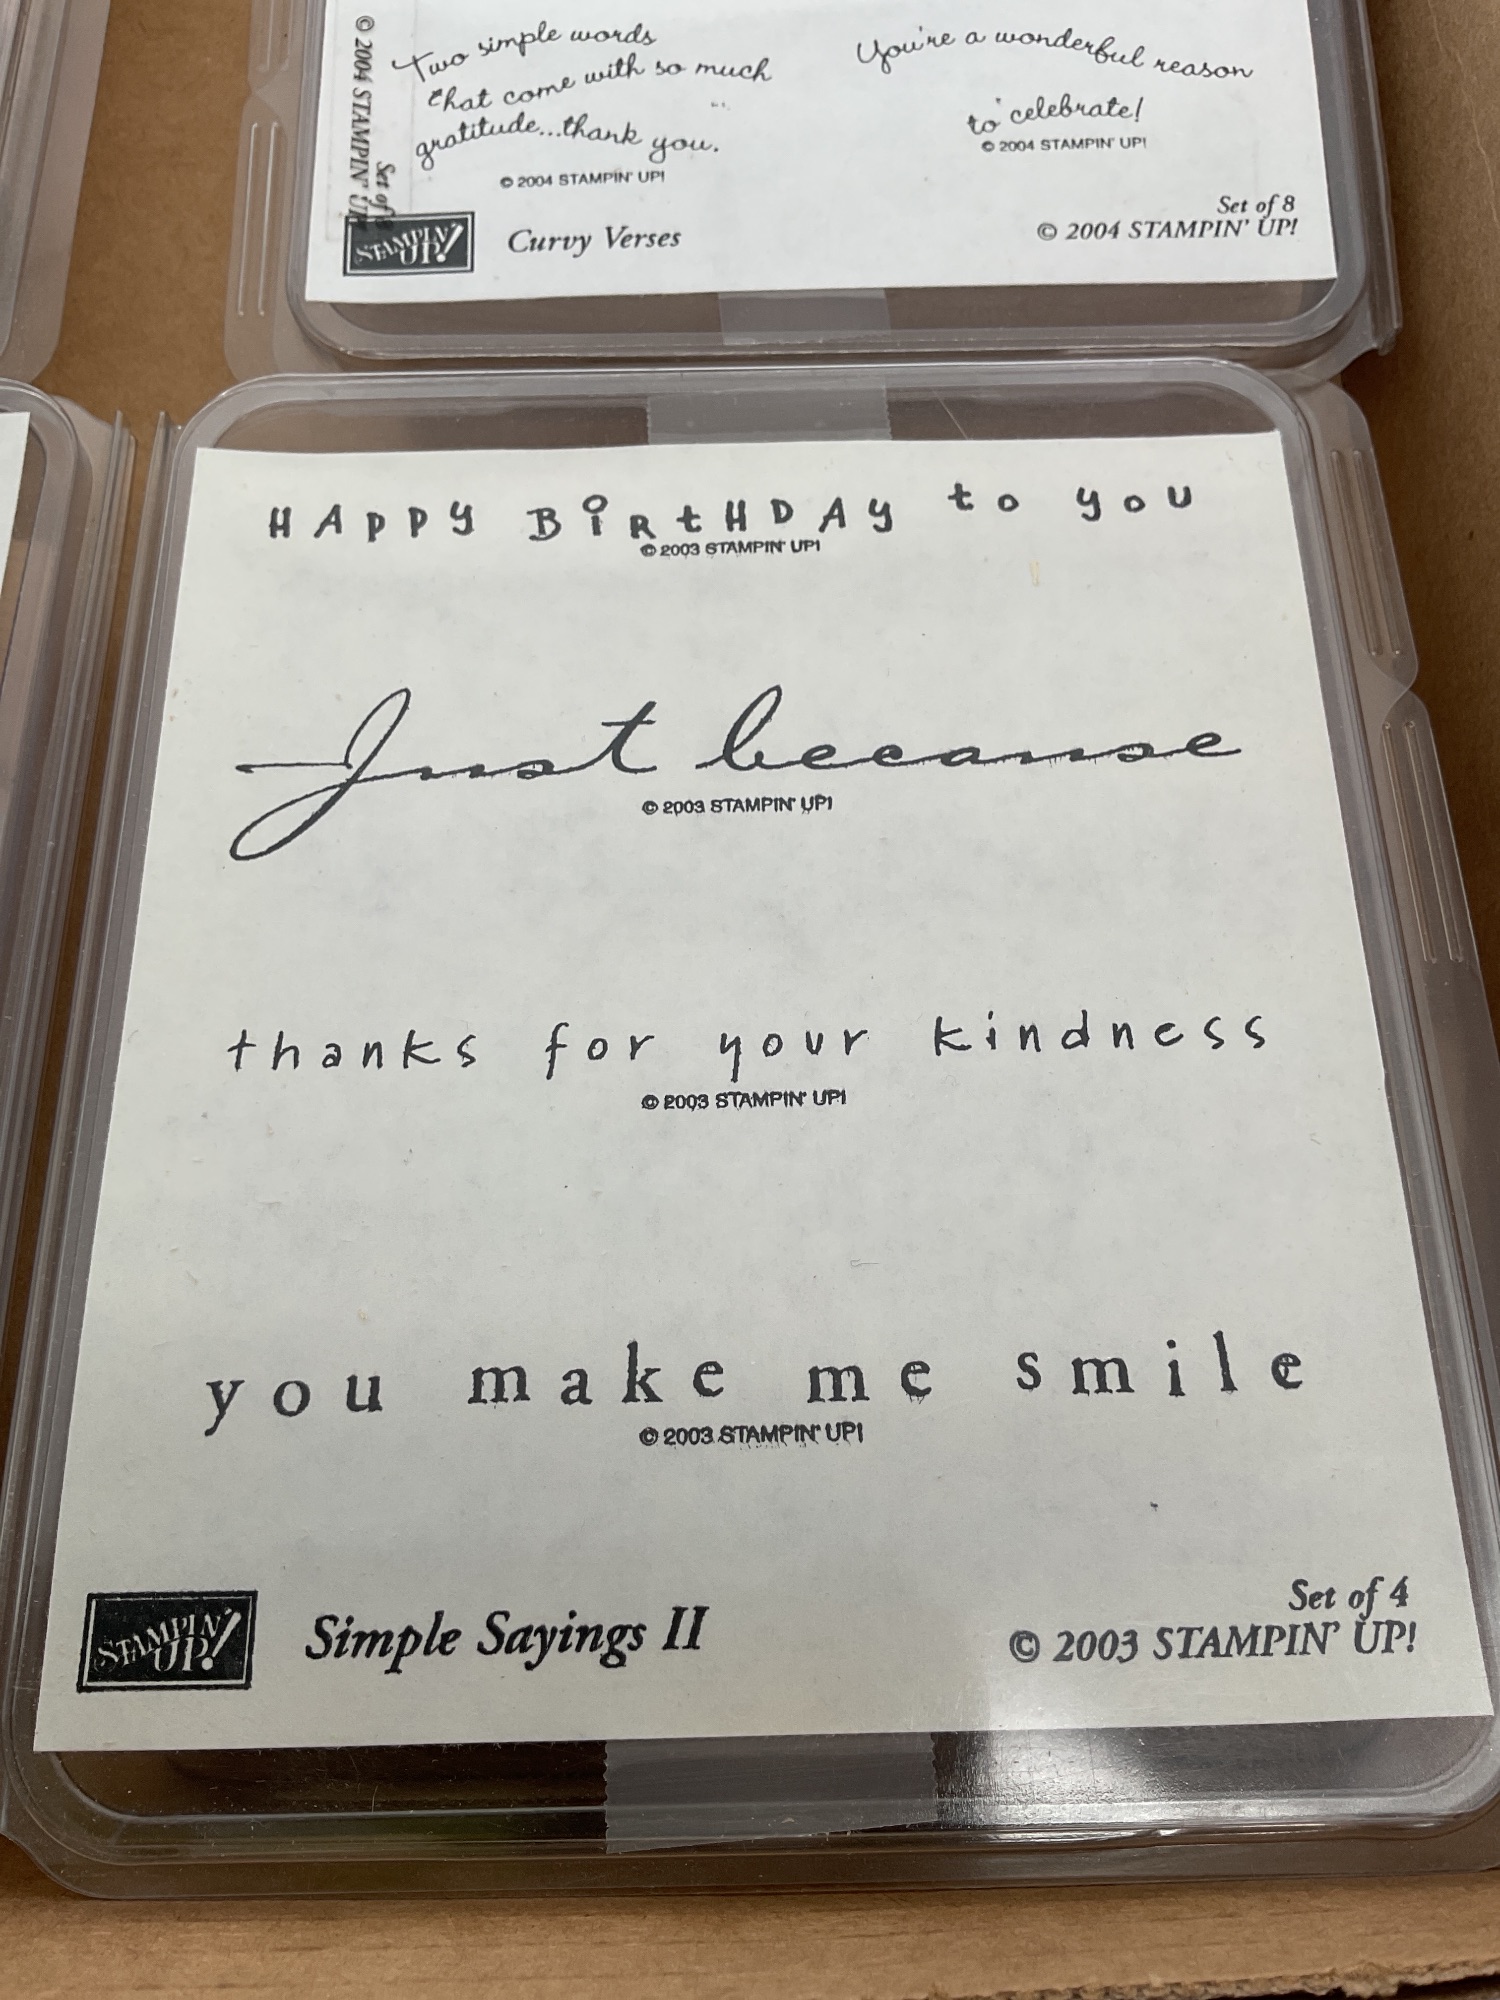 Two simple words
that come with so much
gratitude...thank you.
© 2004 STAMPIN' UP!
You're a wonderful reason
to celebrate!
© 2004 STAMPIN' UP!
© 2004 STAMPIN' UP
Set of 8
STAMPIN' UP!
Curvy Verses
Set of 8
© 2004 STAMPIN' UP!
HAppy BiRtHDAy to you
© 2003 STAMPIN' UP!
Just because
© 2003 STAMPIN' UP!
thanks for your kindness
© 2003 STAMPIN' UP!
you make me smile
© 2003 STAMPIN' UP!
STAMPIN' UP!
Simple Sayings II
Set of 4
© 2003 STAMPIN' UP!